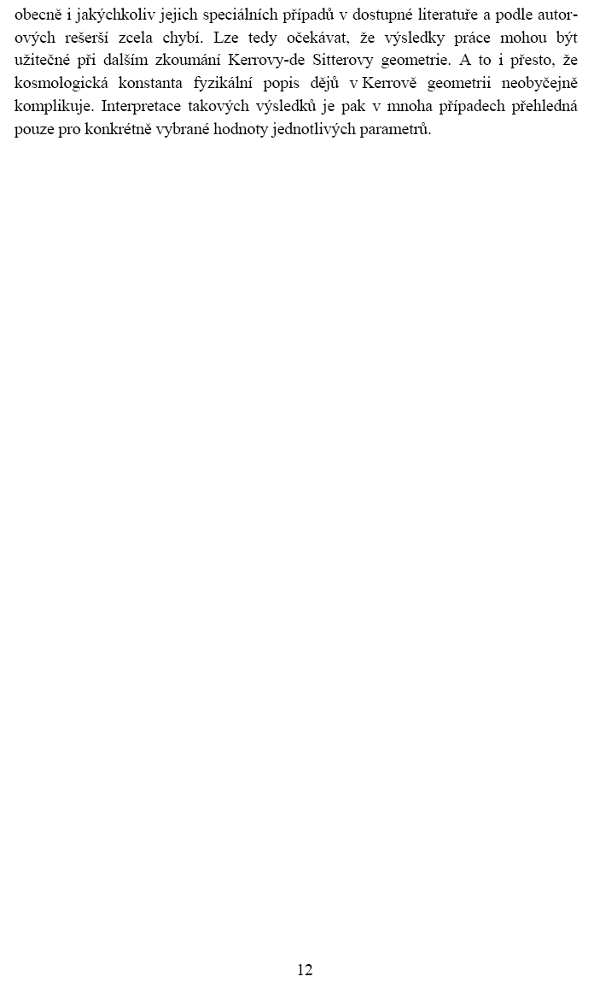 obecně i jakýchkoliv jejich speciálních případů v dostupné literatuře a podle autor-
ových rešerší zcela chybí. Lze tedy očekávat, že výsledky práce mohou být
užitečné při dalším zkoumání Kerrovy-de Sitterovy geometrie. A to i přesto, že
kosmologická konstanta fyzikální popis dějů v Kerrově geometrii neobyčejně
komplikuje. Interpretace takových výsledků je pak v mnoha případech přehledná
pouze pro konkrétně vybrané hodnoty jednotlivých parametrů.
12